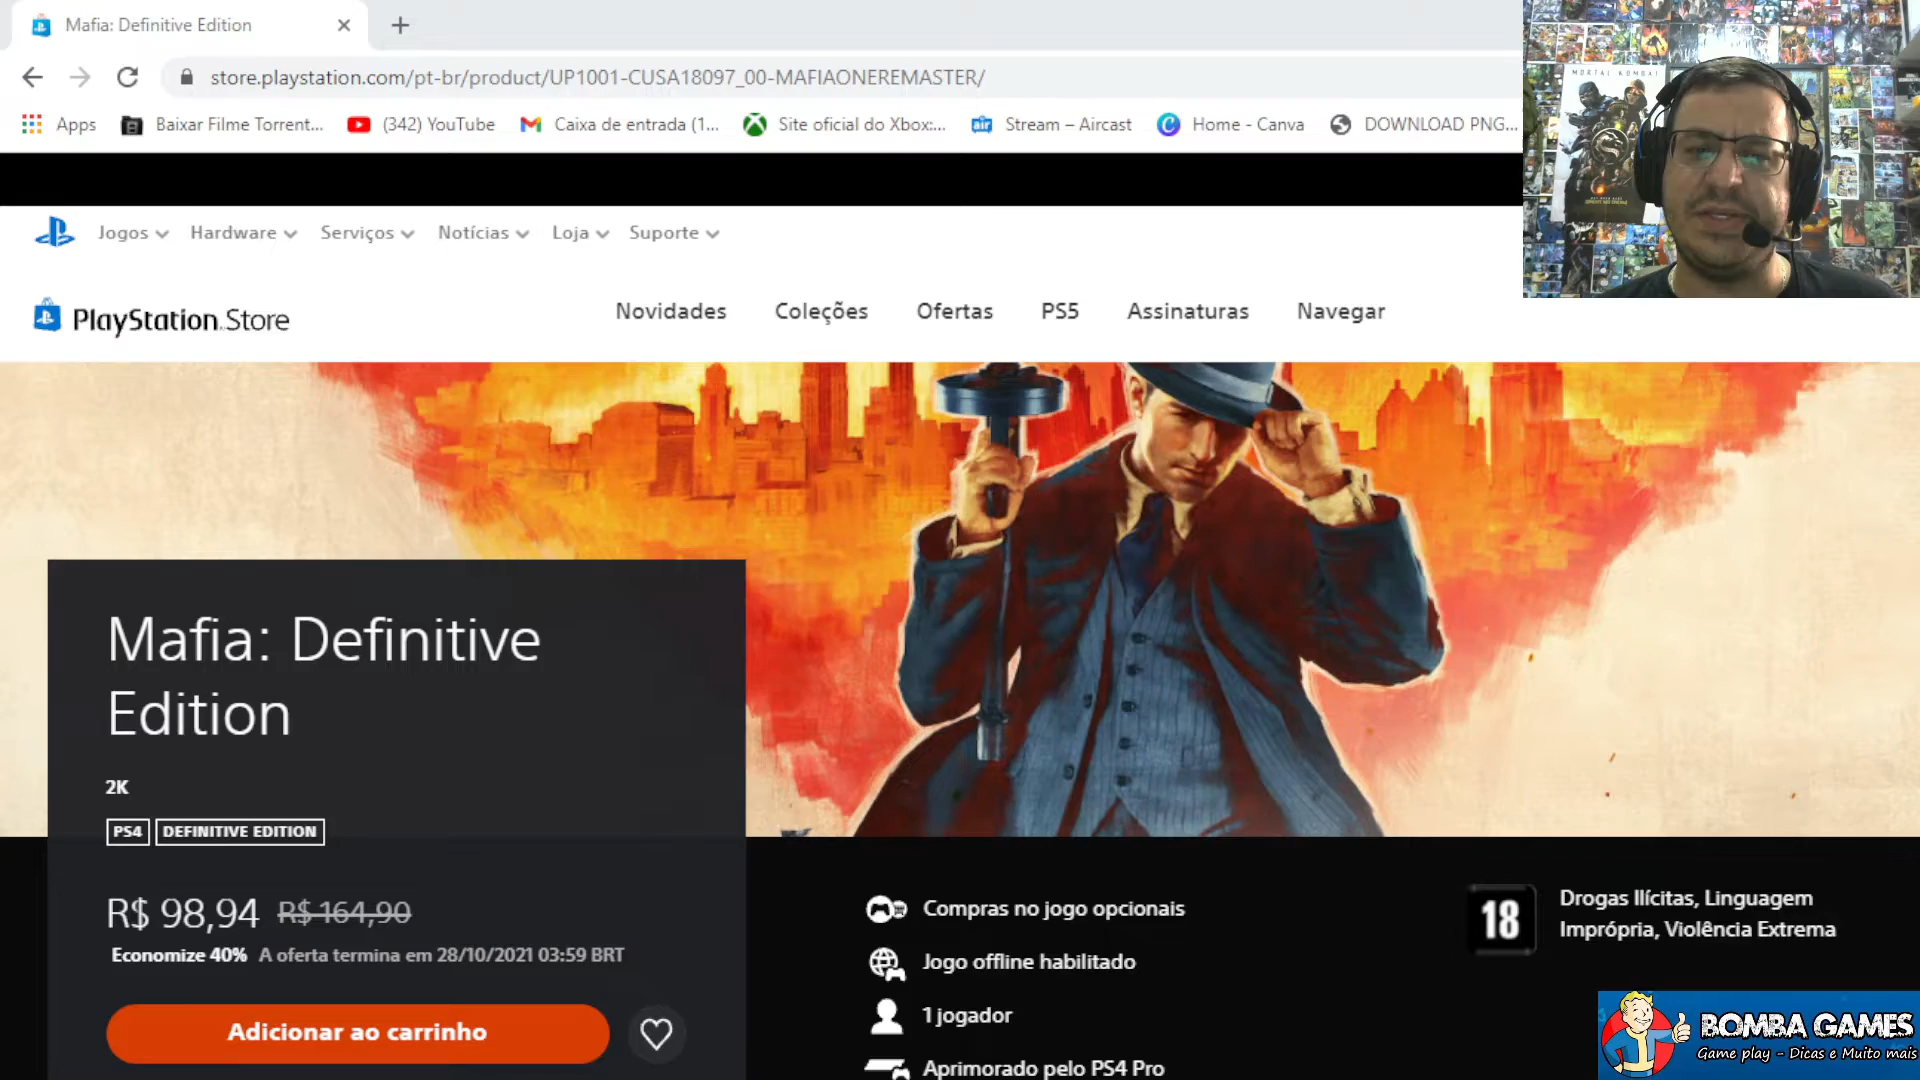 Mafia: Definitive Edition
store.playstation.com/pt-br/product/UP1001-CUSA18097_00-MAFIAONEREMASTER/
Apps
Baixar Filme Torrent...
(342) YouTube
Caixa de entrada (1...
Site oficial do Xbox:...
air
Stream – Aircast
Home - Canva
DOWNLOAD PNG...
MORTAL KOMBAT
Jogos
Hardware
Serviços
Notícias
Loja
Suporte
PlayStation Store
Novidades
Coleções
Ofertas
PS5
Assinaturas
Navegar
Mafia: Definitive
Edition
2K
PS4 DEFINITIVE EDITION
R$ 98,94 R$ 164,90
Economize 40% A oferta termina em 28/10/2021 03:59 BRT
Adicionar ao carrinho
Compras no jogo opcionais
Jogo offline habilitado
1 jogador
Aprimorado pelo PS4 Pro
18
Drogas Ilícitas, Linguagem
Imprópria, Violência Extrema
BOMBA GAMES
Game play - Dicas e Muito mais